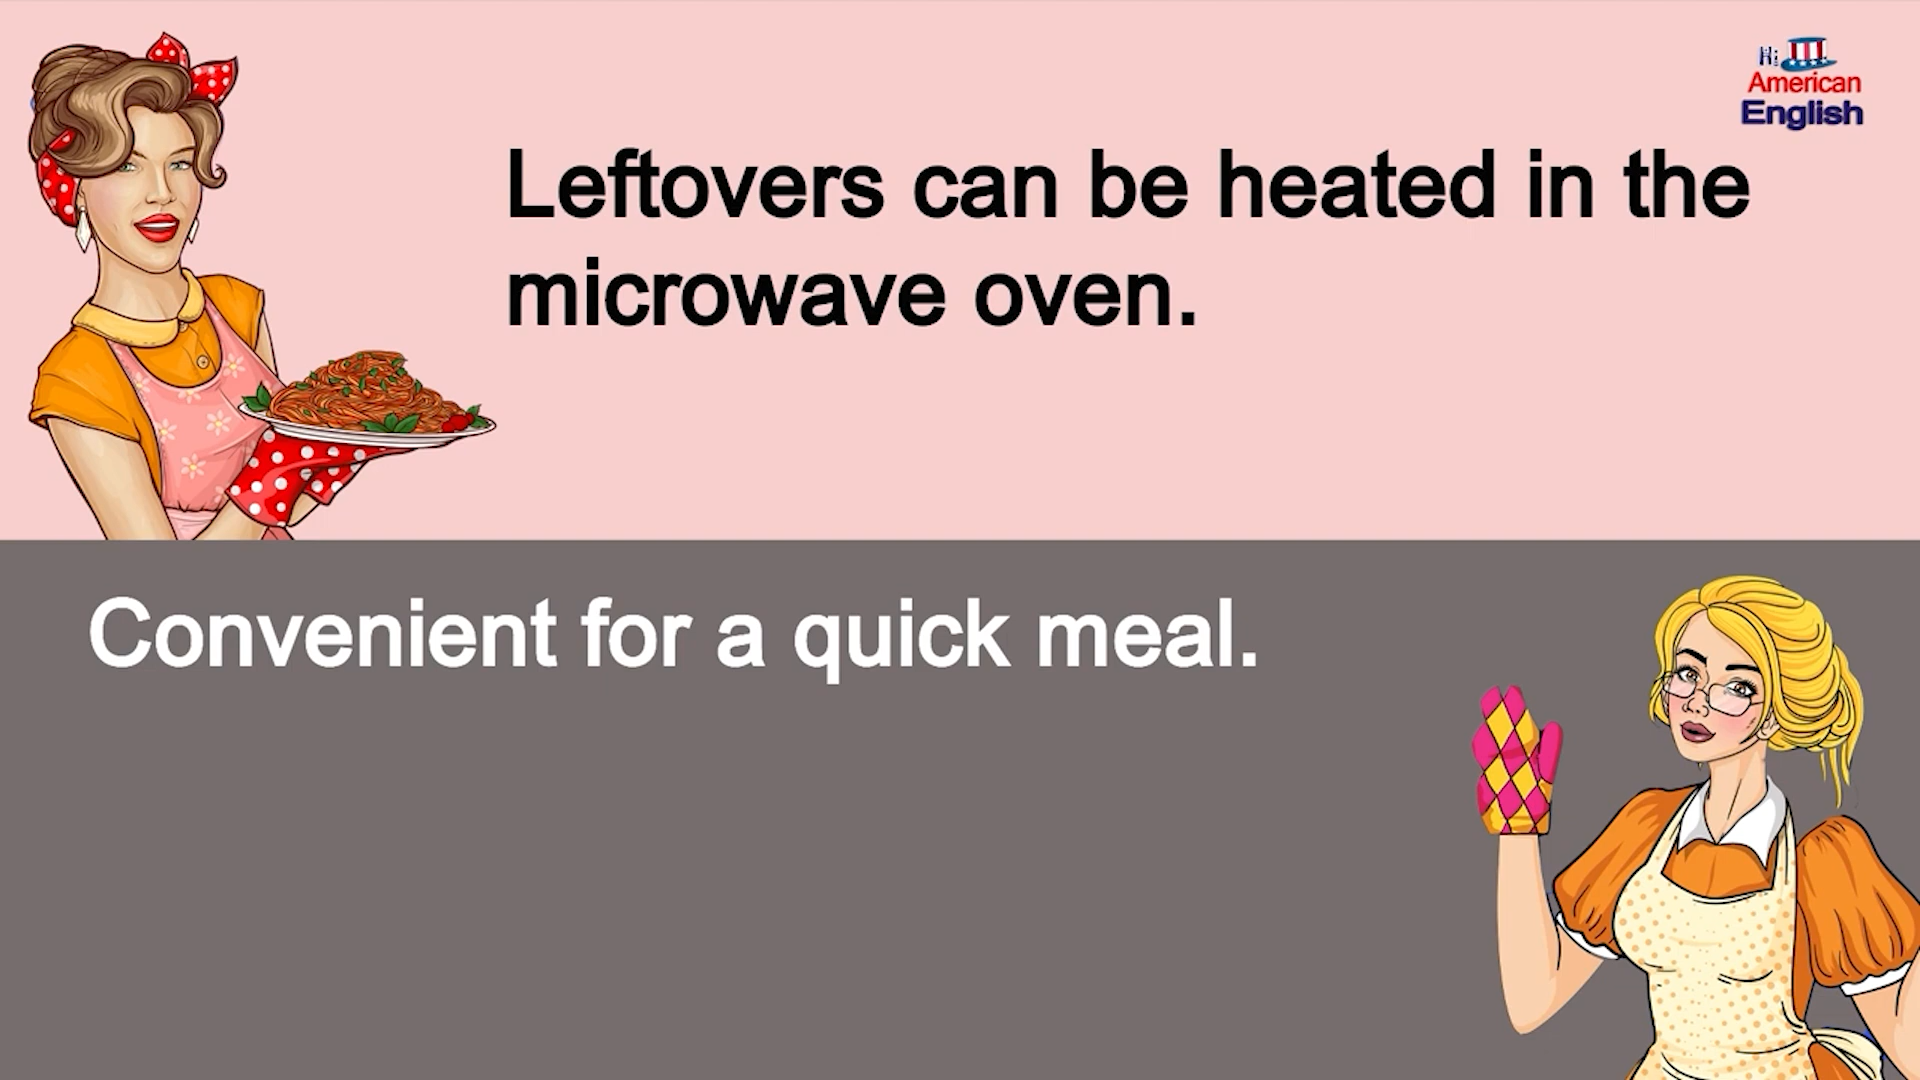 Hi
American
English
Leftovers can be heated in the
microwave oven.
Convenient for a quick meal.